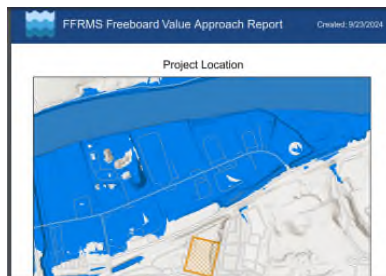 FFRMS Freeboard Value Approach Report
Created: 9/23/2024
Project Location